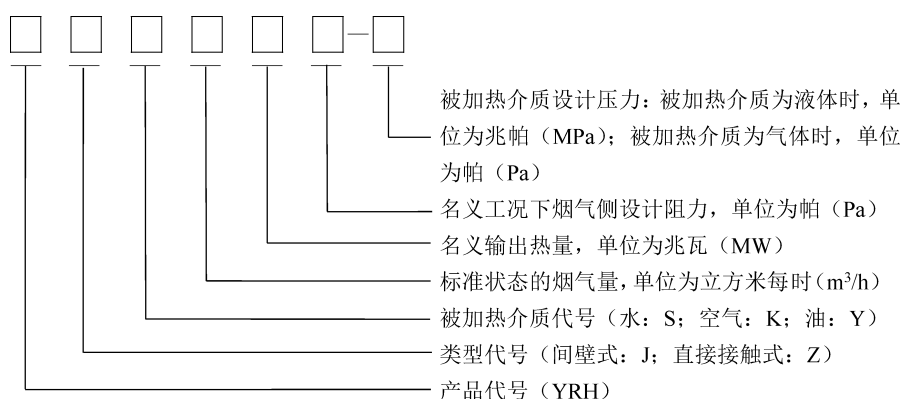 被加热介质设计压力：被加热介质为液体时，单
位为兆帕（MPa）；被加热介质为气体时，单位
为帕（Pa）
名义工况下烟气侧设计阻力，单位为帕（Pa）
名义输出热量，单位为兆瓦（MW）
标准状态的烟气量，单位为立方米每时（m³/h）
被加热介质代号（水：S；空气：K；油：Y）
类型代号（间壁式：J；直接接触式：Z）
产品代号（YRH）